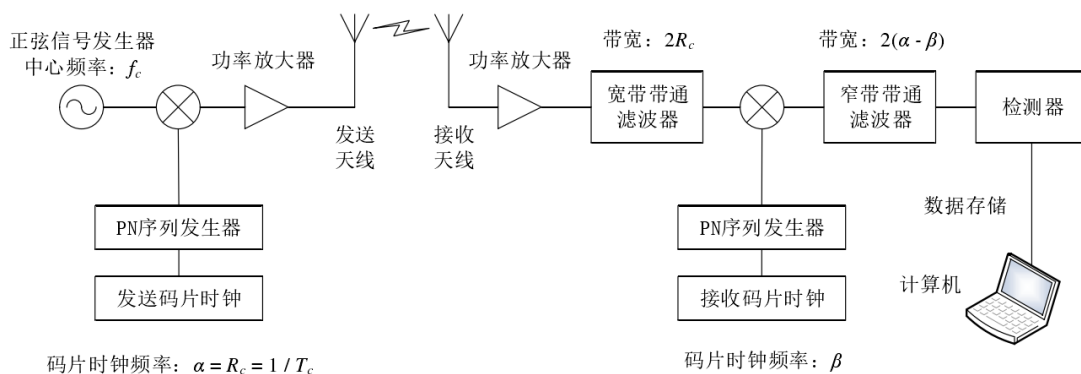 正弦信号发生器
中心频率：f_c
功率放大器
发送
天线
接收
天线
功率放大器
带宽：2R_c
宽带带通
滤波器
带宽：2(α - β)
窄带带通
滤波器
检测器
PN序列发生器
发送码片时钟
码片时钟频率：α = R_c = 1 / T_c
PN序列发生器
接收码片时钟
码片时钟频率：β
数据存储
计算机